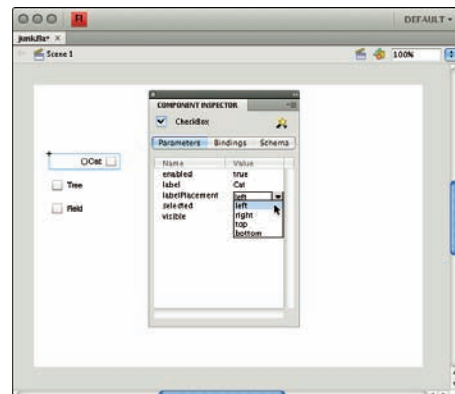 DEFAULT
junk.fla* ×
Scene 1
100%
COMPONENT INSPECTOR
CheckBox
Parameters Bindings Schema
Name Value
enabled true
label Cat
labelPlacement left
selected left
visible right
top
bottom
Cat
Tree
Field